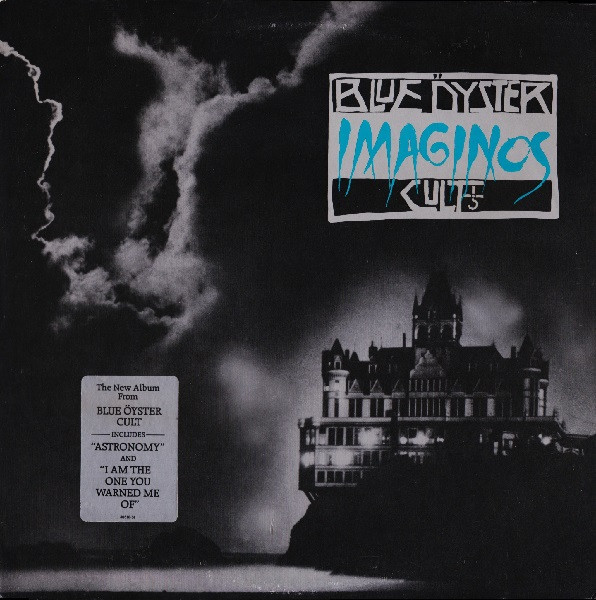 BLUE ÖYSTER
IMAGINOS
CULT
The New Album
From
BLUE ÖYSTER
CULT
INCLUDES
"ASTRONOMY"
AND
"I AM THE
ONE YOU
WARNED ME
OF"